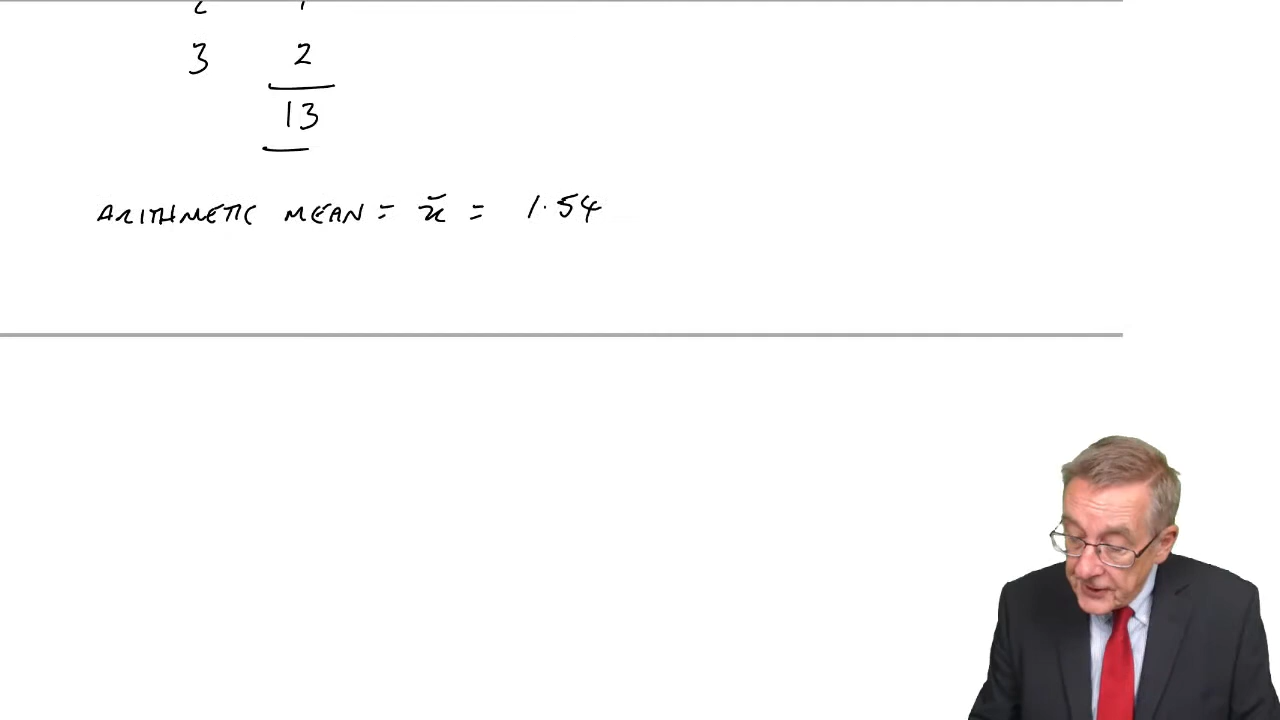 3 2
13
ARITHMETIC MEAN = x̄ = 1.54